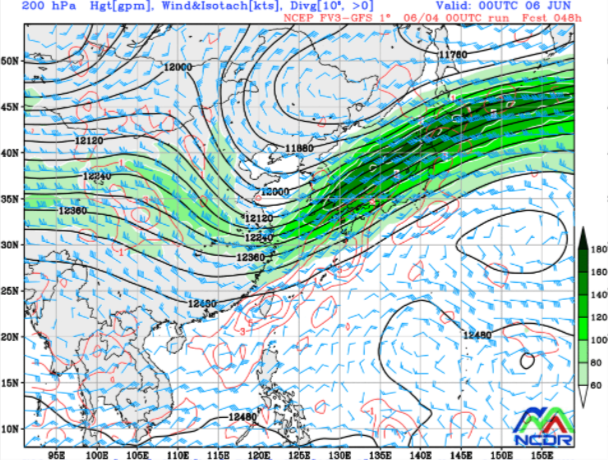 200 hPa Hgt[gpm], Wind&Isotach[kts], Divg[10⁶, >0] Valid: 00UTC 06 JUN
NCEP FV3-GFS 1° 06/04 00UTC run Fcst 048h
50N
45N
40N
35N
30N
25N
20N
15N
10N
11760
12000
11880
12120
12240
12000
12360
12120
12240
12360
12480
12480
12480
180
160
140
120
100
80
60
NCDR
95E 100E 105E 110E 115E 120E 125E 130E 135E 140E 145E 150E 155E